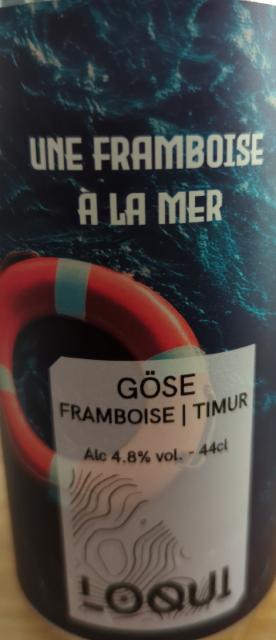 UNE FRAMBOISE
À LA MER
GÖSE
FRAMBOISE | TIMUR
Alc 4.8% vol. - 44cl
LOQUI